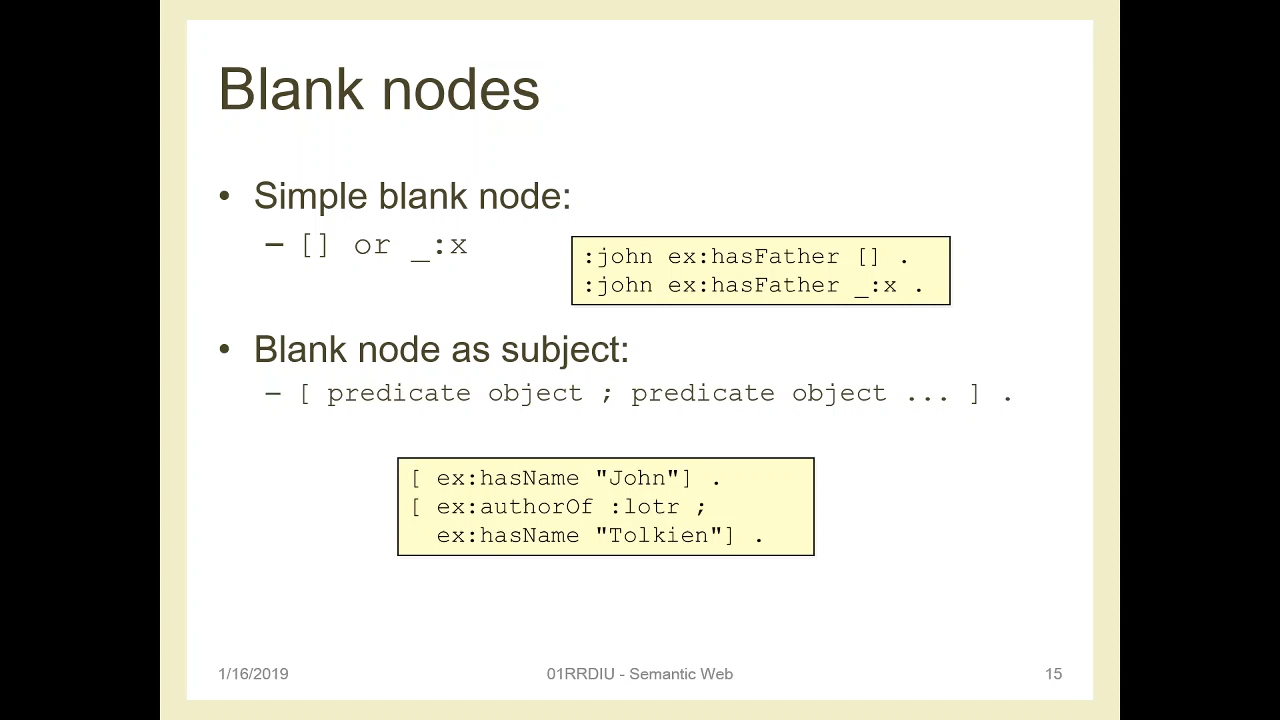 Blank nodes
• Simple blank node:
– [] or _:x
:john ex:hasFather [] .
:john ex:hasFather _:x .
• Blank node as subject:
– [ predicate object ; predicate object ... ] .
[ ex:hasName "John"] .
[ ex:authorOf :lotr ;
ex:hasName "Tolkien"] .
1/16/2019 01RRDIU - Semantic Web 15